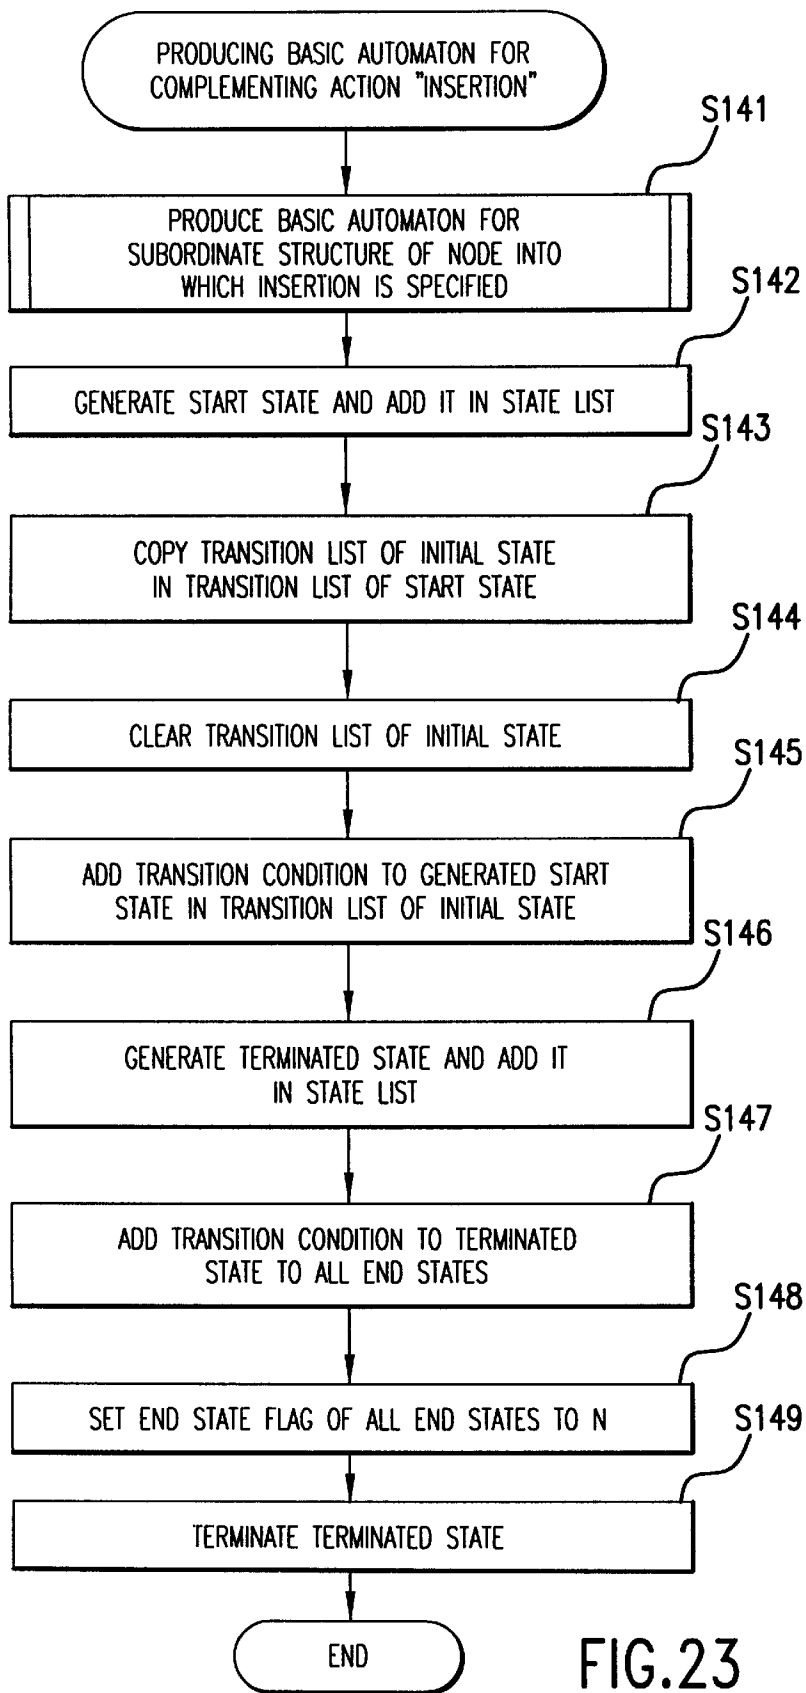 PRODUCING BASIC AUTOMATON FOR
COMPLEMENTING ACTION "INSERTION"
S141
PRODUCE BASIC AUTOMATON FOR
SUBORDINATE STRUCTURE OF NODE INTO
WHICH INSERTION IS SPECIFIED
S142
GENERATE START STATE AND ADD IT IN STATE LIST
S143
COPY TRANSITION LIST OF INITIAL STATE
IN TRANSITION LIST OF START STATE
S144
CLEAR TRANSITION LIST OF INITIAL STATE
S145
ADD TRANSITION CONDITION TO GENERATED START
STATE IN TRANSITION LIST OF INITIAL STATE
S146
GENERATE TERMINATED STATE AND ADD IT
IN STATE LIST
S147
ADD TRANSITION CONDITION TO TERMINATED
STATE TO ALL END STATES
S148
SET END STATE FLAG OF ALL END STATES TO N
S149
TERMINATE TERMINATED STATE
END
FIG.23